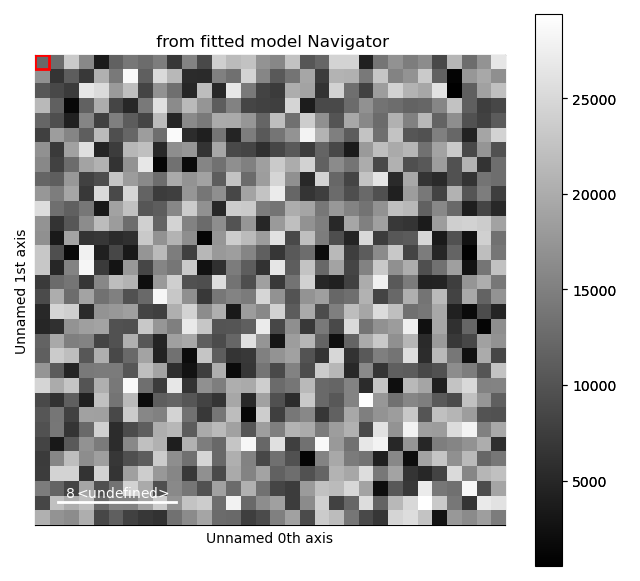 from fitted model Navigator
25000
20000
15000
10000
5000
Unnamed 1st axis
8 <undefined>
Unnamed 0th axis